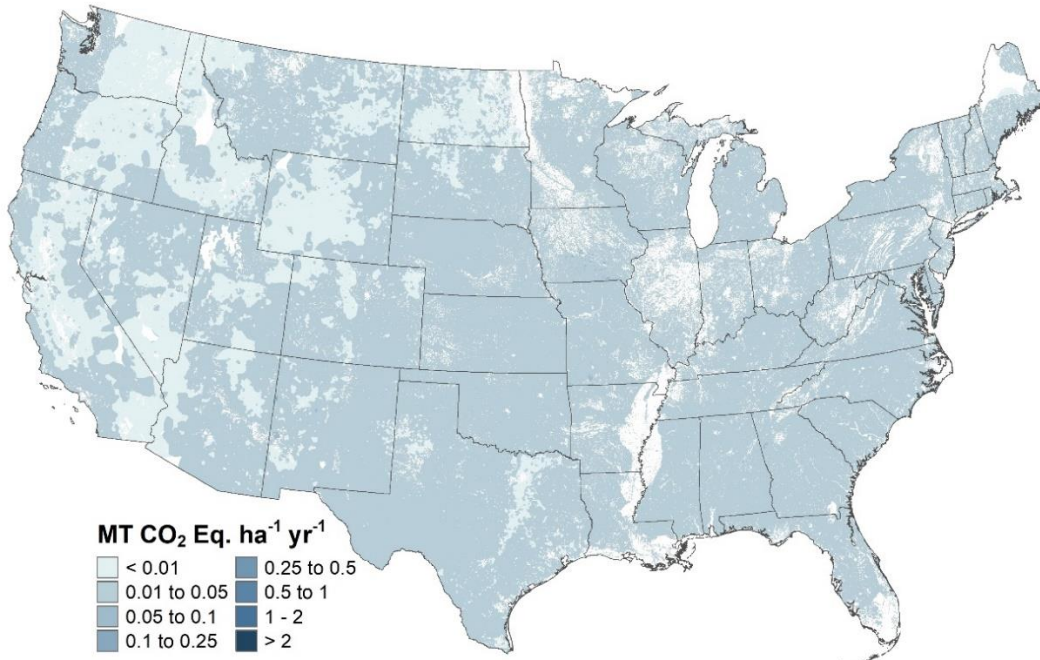 MT CO₂ Eq. ha⁻¹ yr⁻¹
< 0.01
0.01 to 0.05
0.05 to 0.1
0.1 to 0.25
0.25 to 0.5
0.5 to 1
1 - 2
> 2